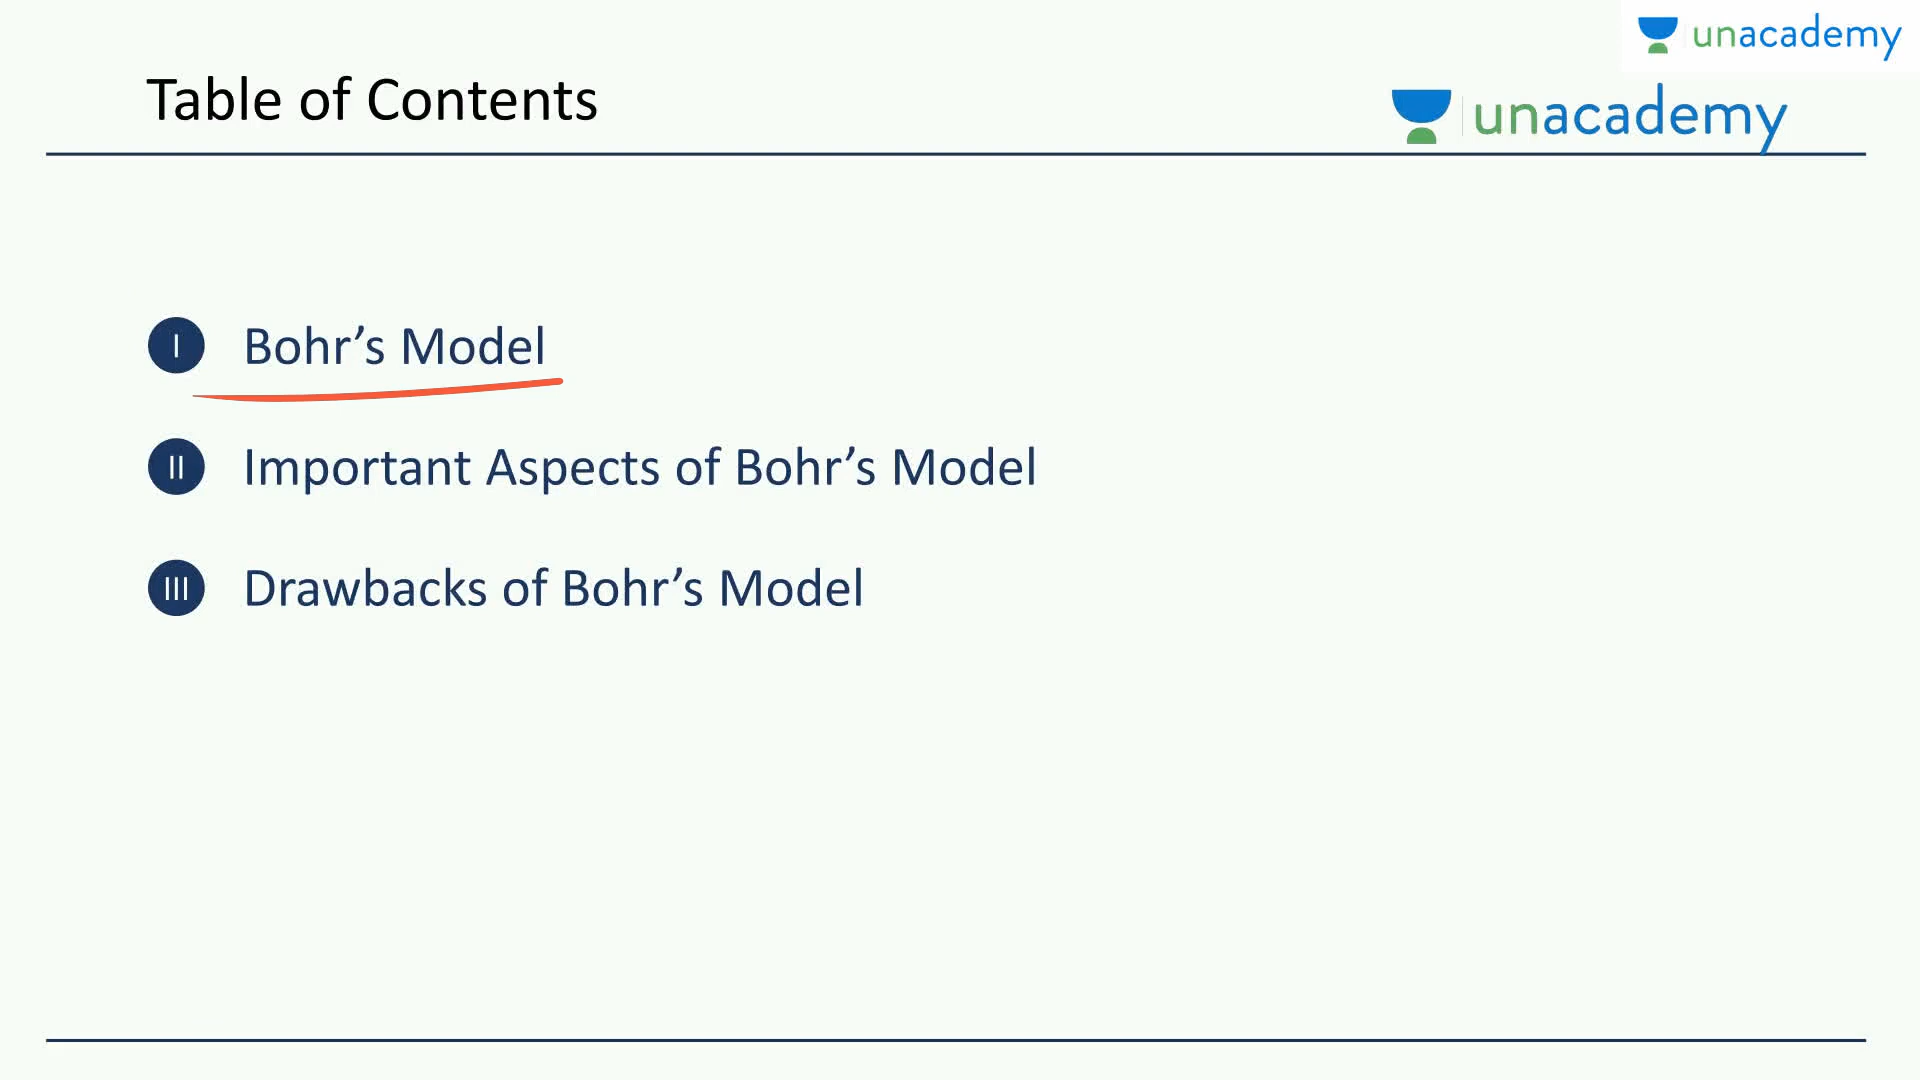 unacademy
Table of Contents
unacademy
I Bohr’s Model
II Important Aspects of Bohr’s Model
III Drawbacks of Bohr’s Model